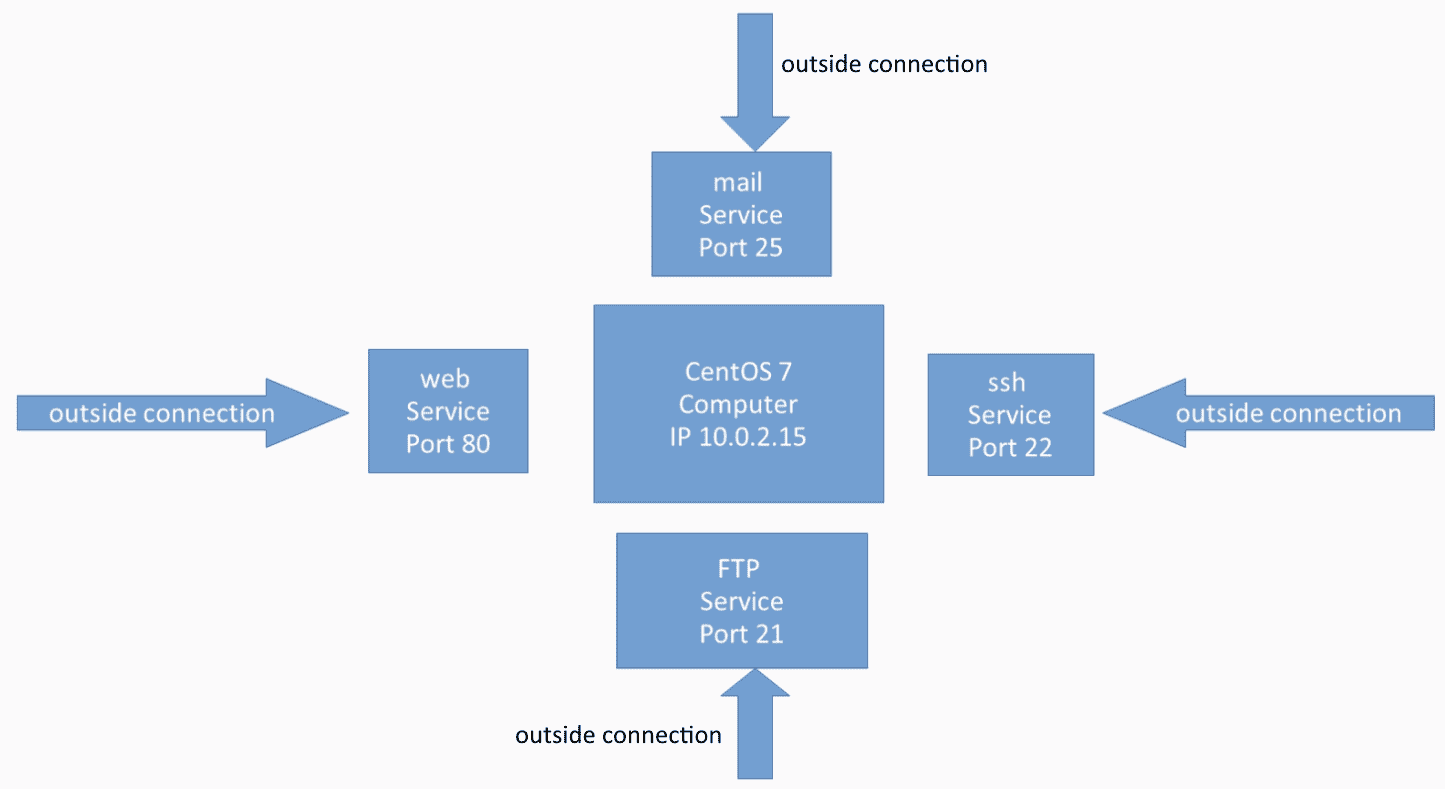 outside connection
mail
Service
Port 25
outside connection
web
Service
Port 80
CentOS 7
Computer
IP 10.0.2.15
ssh
Service
Port 22
outside connection
FTP
Service
Port 21
outside connection